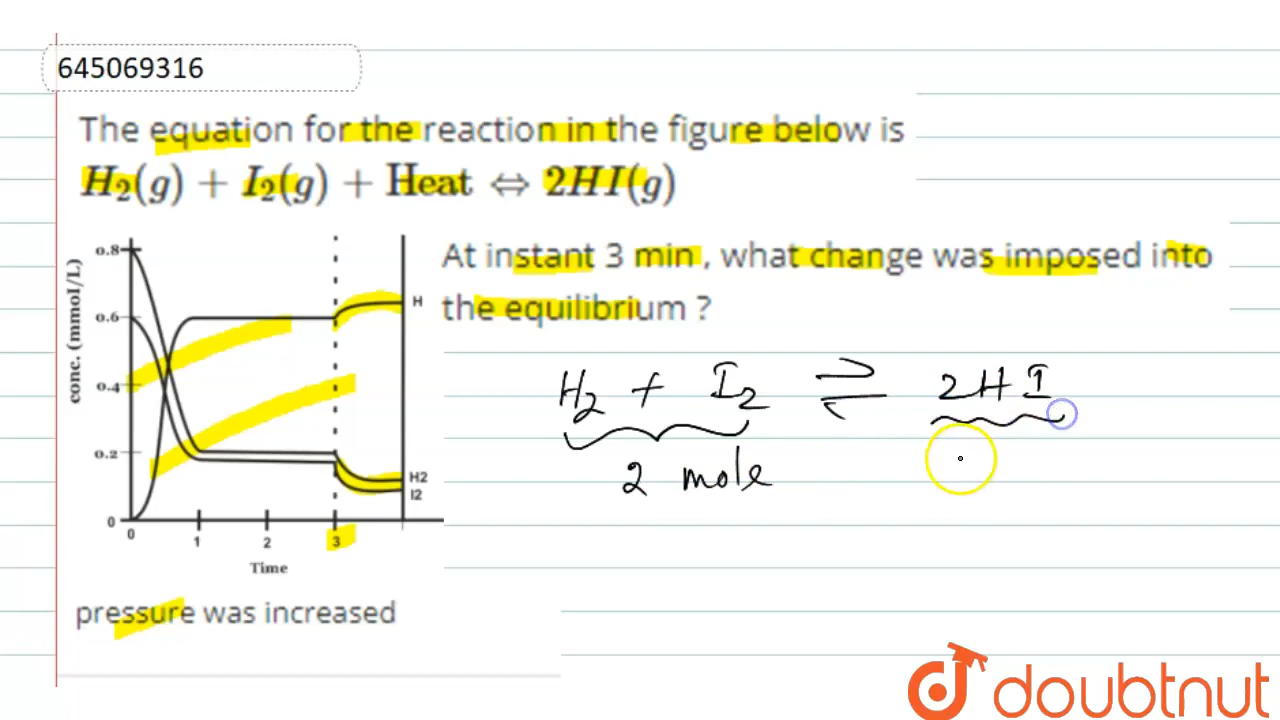 645069316
The equation for the reaction in the figure below is
H₂(g) + I₂(g) + Heat ⇔ 2HI(g)
At instant 3 min , what change was imposed into
the equilibrium ?
conc. (mmol/L)
0.8
0.6
0.4
0.2
0
H
H2
I2
0 1 2 3
Time
H₂ + I₂ ⇌ 2HI
2 mole
pressure was increased
doubtnut